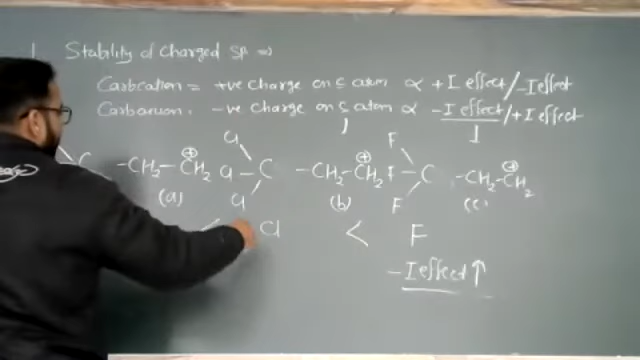 1 Stability of Charged Sp ⇒
Carbcation = +ve charge on C atom ∝ +I effect/-I effect
Carbanion. -ve charge on C atom ∝ -I effect/+I effect
Cl F
C -CH2-CH2 Cl-C -CH2-CH2 F-C -CH2-CH2
⊕ ⊕ ⊕
Cl F
(a) (b) (c)
< Cl < F
-I effect ↑